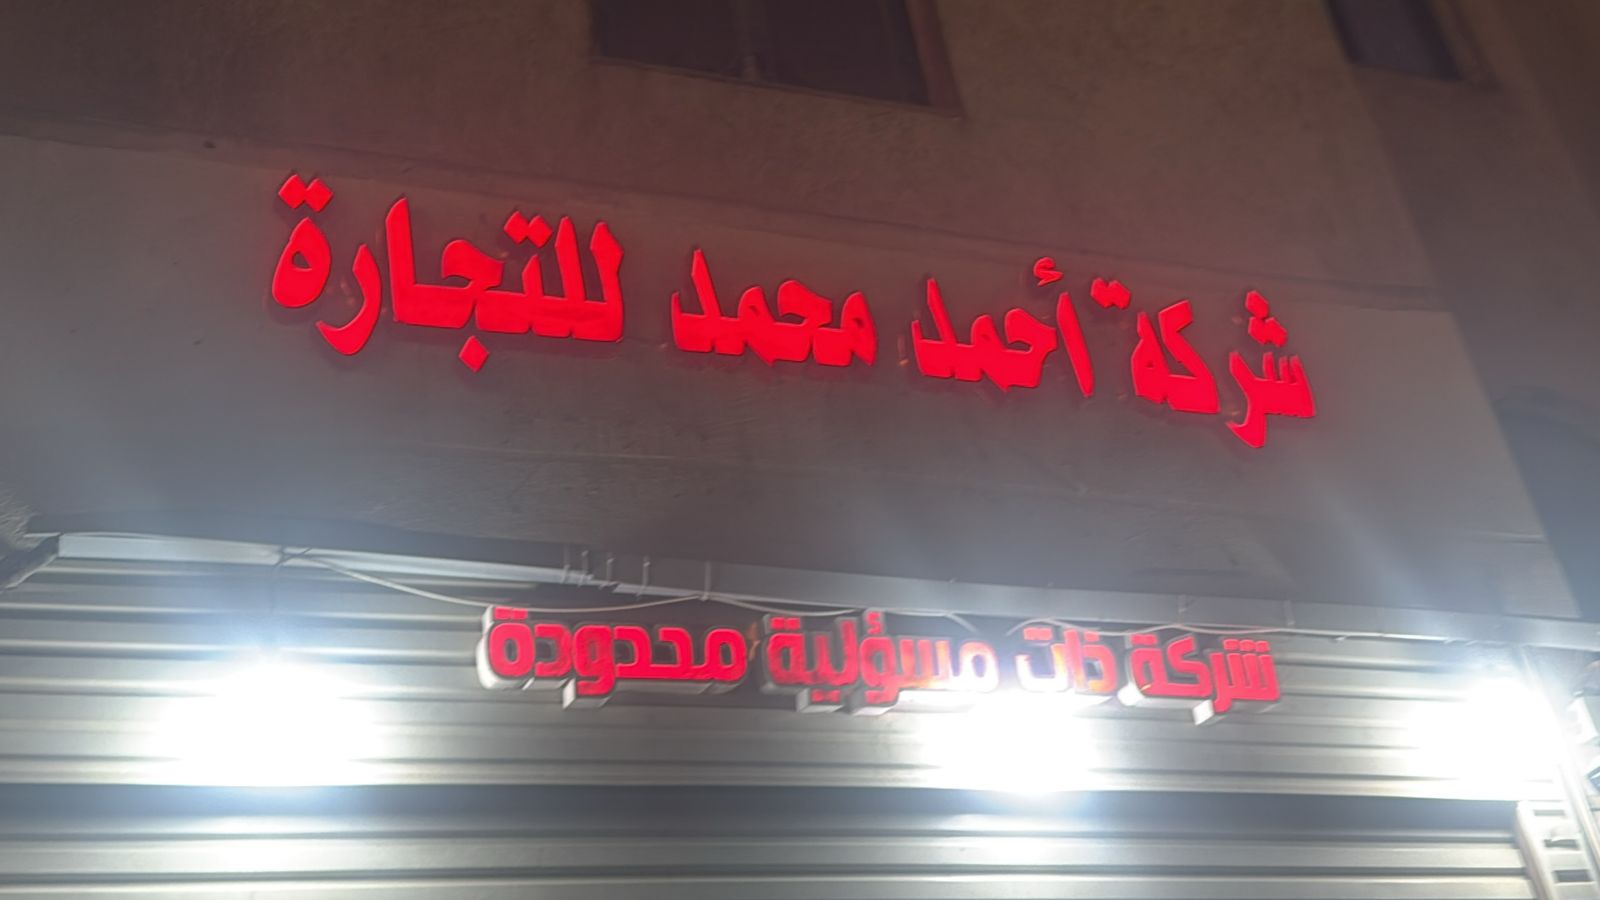 شركة أحمد محمد للتجارة
شركة ذات مسؤلية محدودة